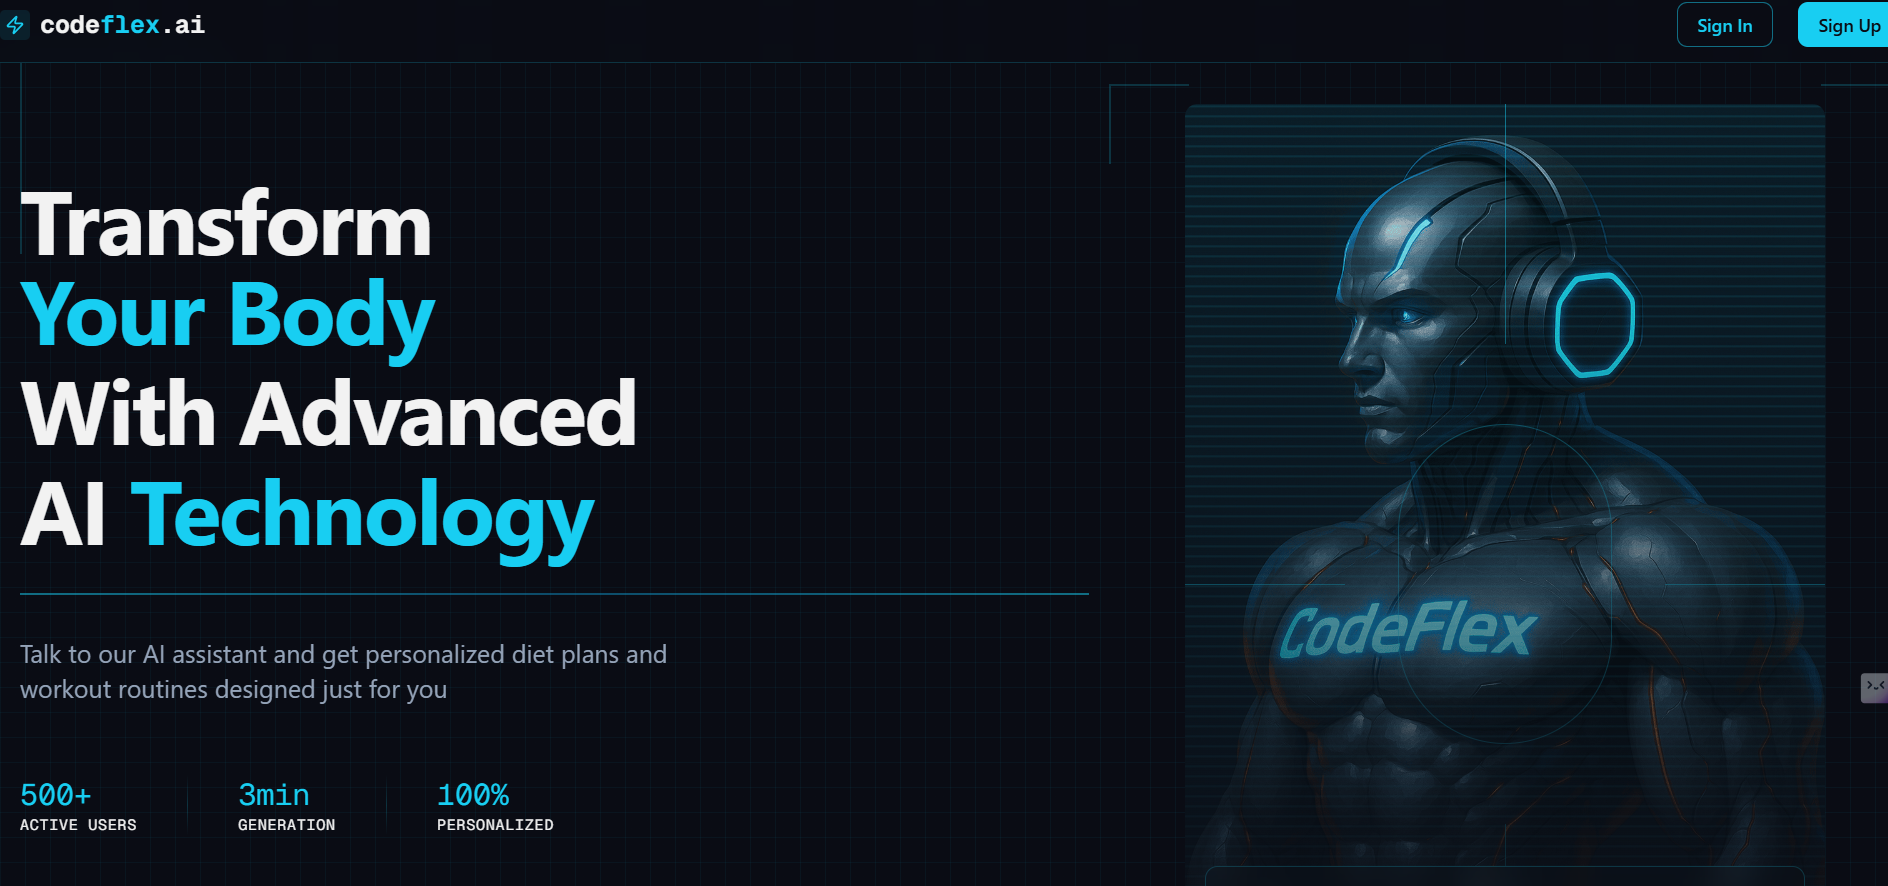 codeflex.ai
Sign In
Sign Up
Transform
Your Body
With Advanced
AI Technology
Talk to our AI assistant and get personalized diet plans and
workout routines designed just for you
500+
ACTIVE USERS
3min
GENERATION
100%
PERSONALIZED
CodeFlex